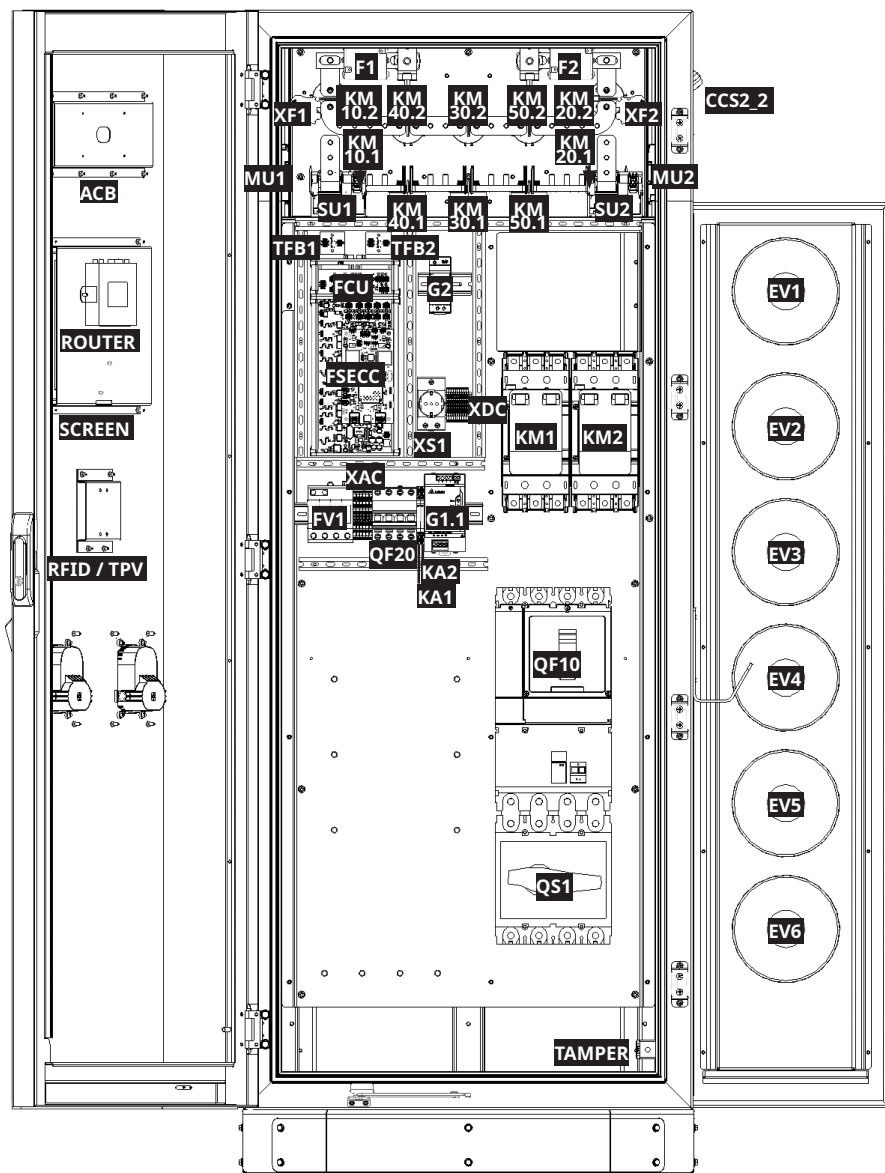 F1
F2
KM
10.2
KM
40.2
KM
30.2
KM
50.2
KM
20.2
CCS2_2
XF1
XF2
KM
10.1
KM
20.1
MU1
MU2
ACB
SU1
KM
40.1
KM
30.1
KM
50.1
SU2
TFB1
TFB2
FCU
G2
EV1
ROUTER
FSECC
XDC
SCREEN
XS1
KM1
KM2
EV2
XAC
FV1
G1.1
QF20
EV3
RFID / TPV
KA2
KA1
QF10
EV4
EV5
QS1
EV6
TAMPER